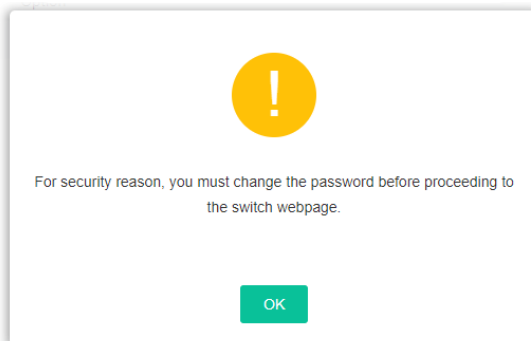 For security reason, you must change the password before proceeding to
the switch webpage.
OK